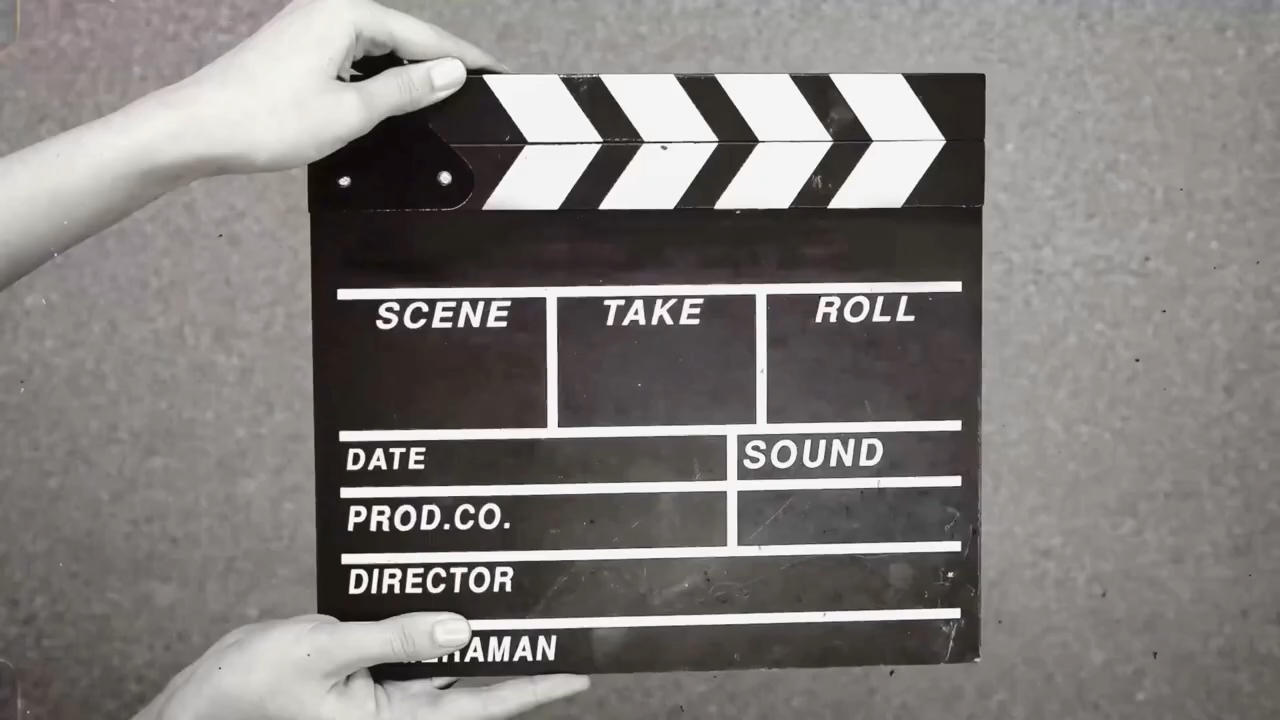 SCENE TAKE ROLL
DATE SOUND
PROD.CO.
DIRECTOR